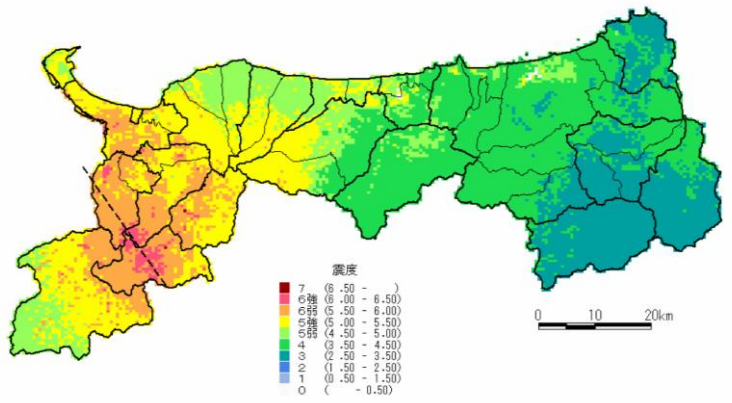 震度
7 (6.50 - )
6強 (6.00 - 6.50)
6弱 (5.50 - 6.00)
5強 (5.00 - 5.50)
5弱 (4.50 - 5.00)
4 (3.50 - 4.50)
3 (2.50 - 3.50)
2 (1.50 - 2.50)
1 (0.50 - 1.50)
0 ( - 0.50)
0 10 20km